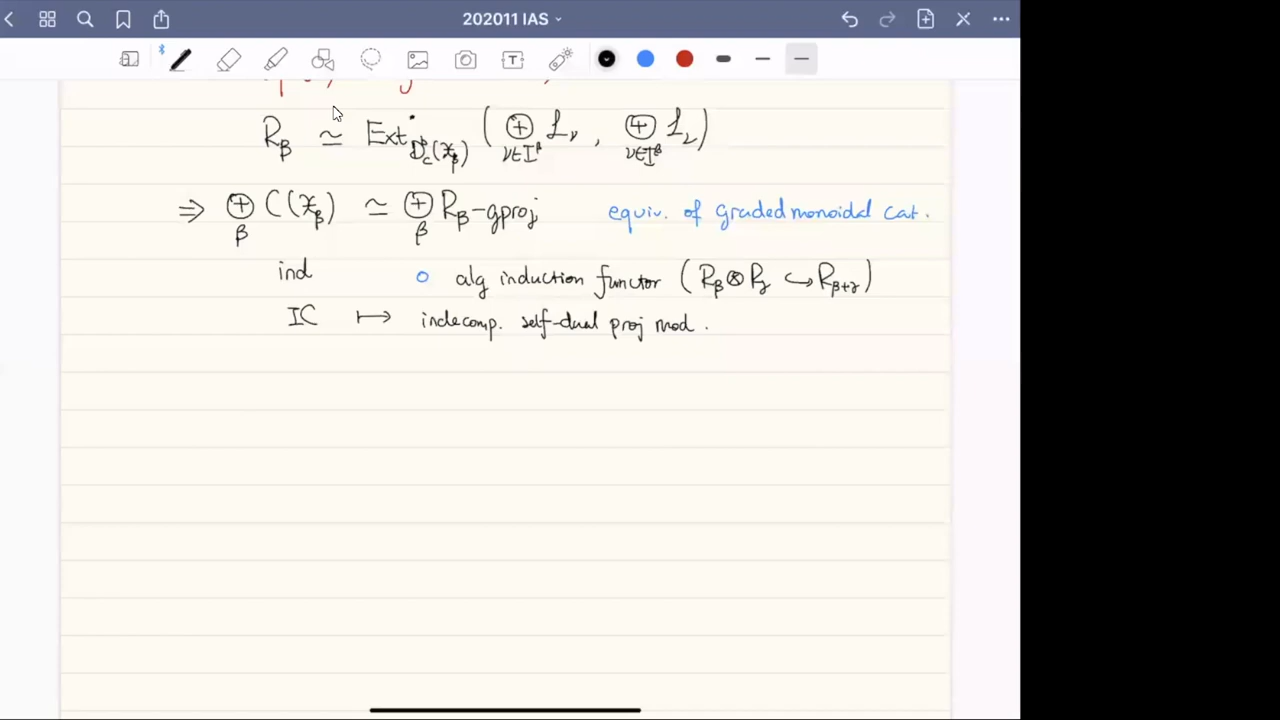 202011 IAS
T
R_β ≃ Ext^•_{D^b_c(𝔛_β)} ( ⊕_{ν∈I^β} 𝓛_ν , ⊕_{ν∈I^β} 𝓛_ν )
⇒ ⊕_β C(𝔛_β) ≃ ⊕_β R_β-gproj equiv. of graded monoidal cat.
ind ∘ alg induction functor ( R_β ⊗ R_γ ↪ R_{β+γ} )
IC ↦ indecomp. self-dual proj mod.